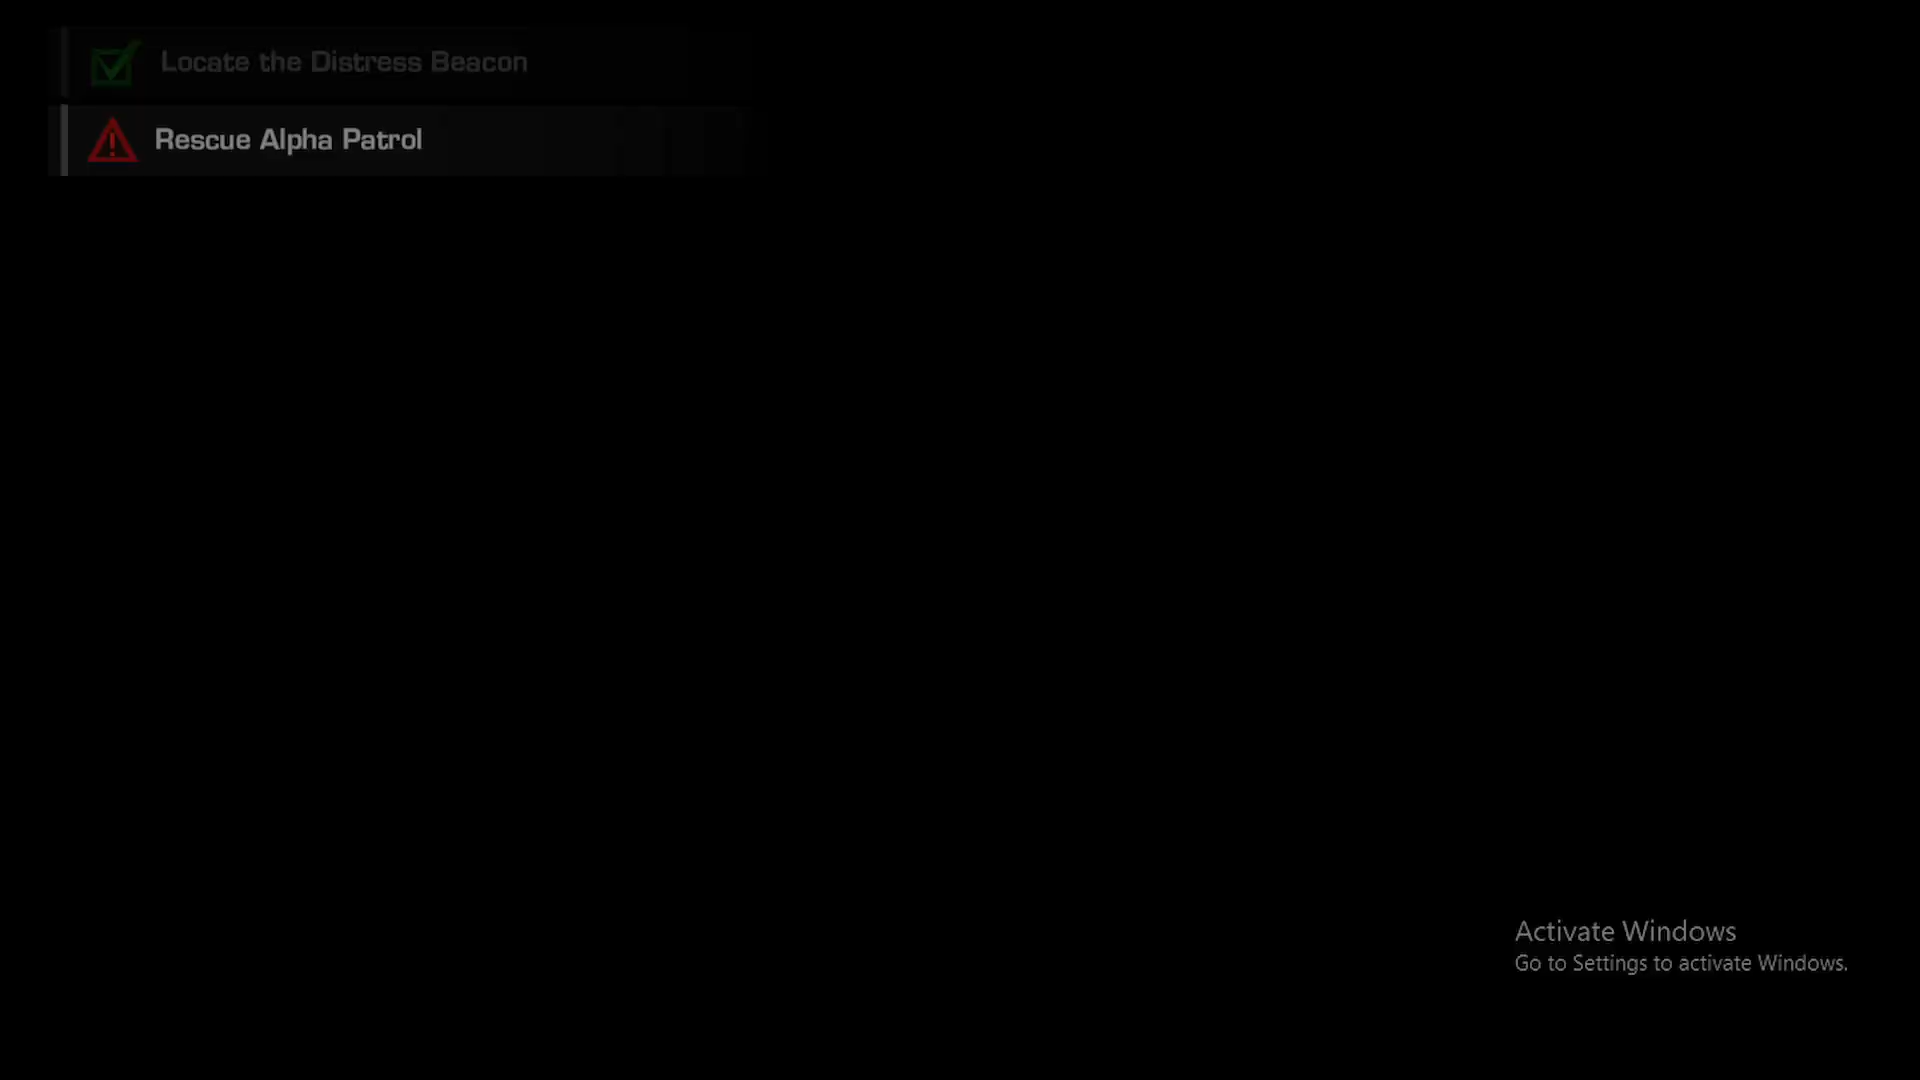 Locate the Distress Beacon
Rescue Alpha Patrol
Activate Windows
Go to Settings to activate Windows.